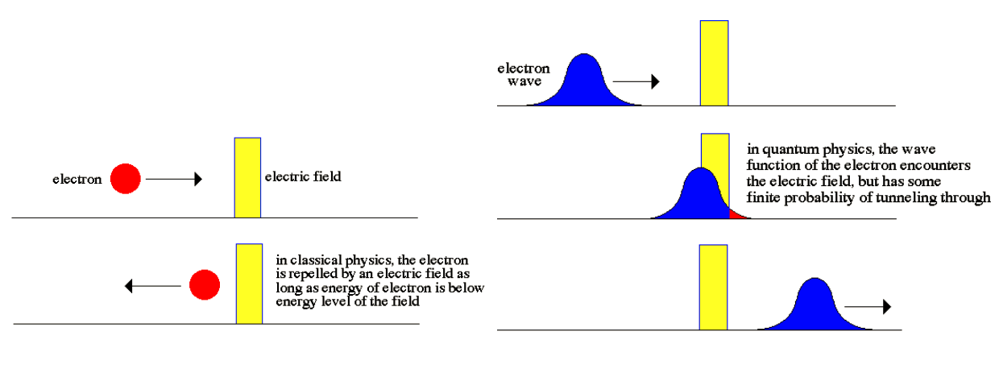 electron
electric field
in classical physics, the electron
is repelled by an electric field as
long as energy of electron is below
energy level of the field
electron
wave
in quantum physics, the wave
function of the electron encounters
the electric field, but has some
finite probability of tunneling through